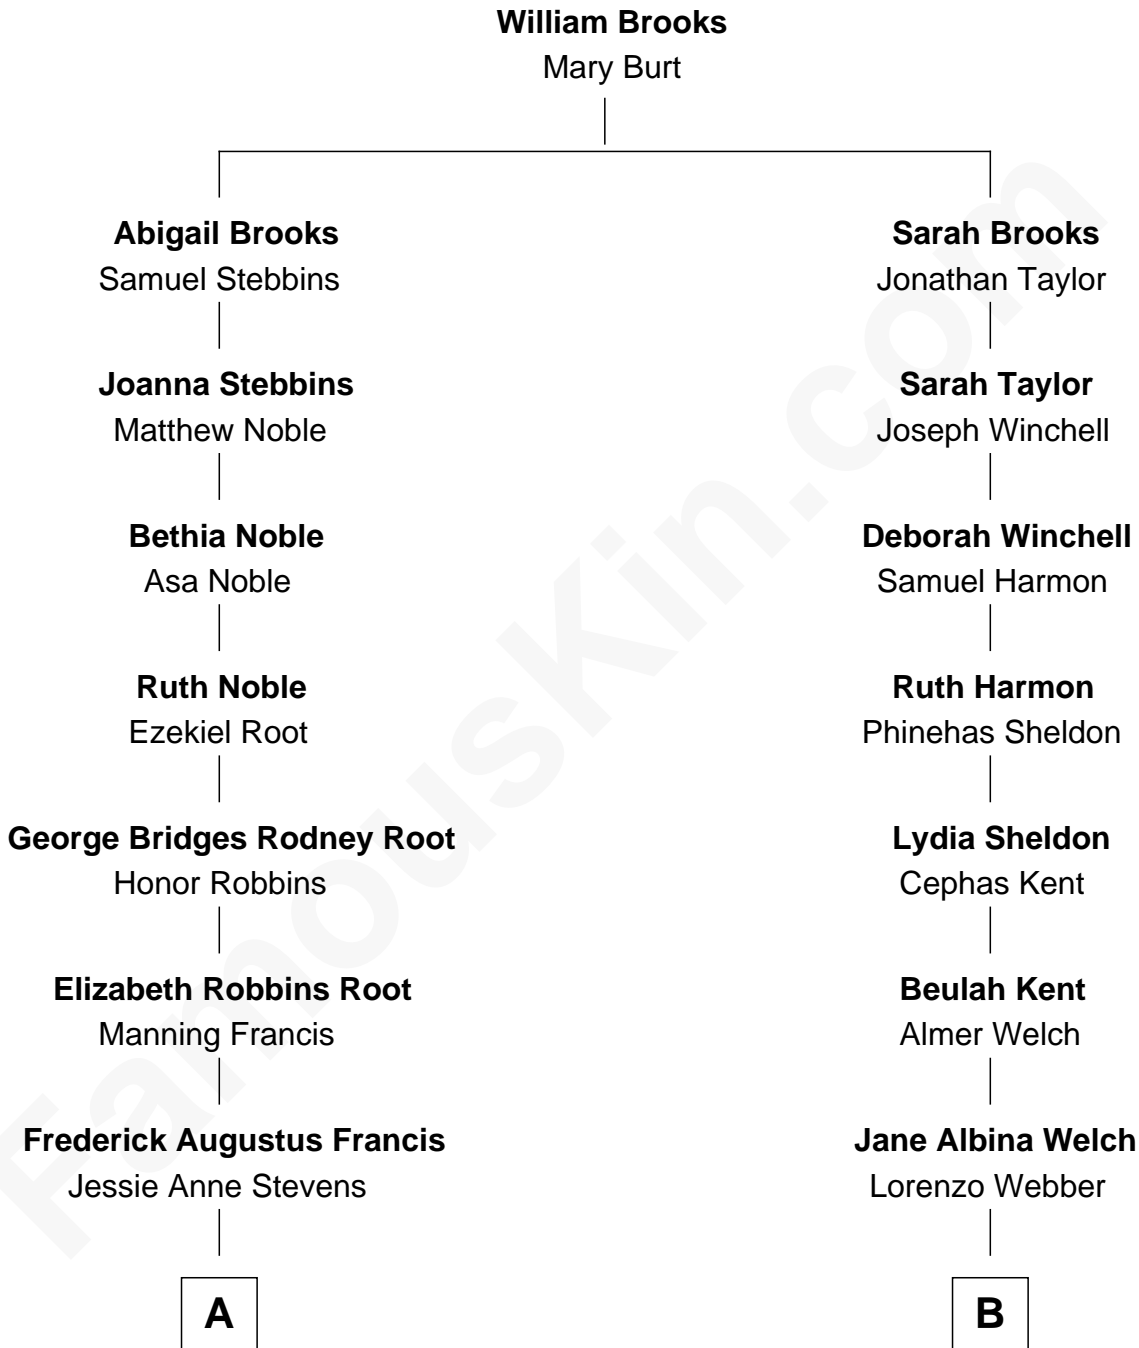 William Brooks
Mary Burt
Abigail Brooks
Samuel Stebbins
Sarah Brooks
Jonathan Taylor
Joanna Stebbins
Matthew Noble
Sarah Taylor
Joseph Winchell
Bethia Noble
Asa Noble
Deborah Winchell
Samuel Harmon
Ruth Noble
Ezekiel Root
Ruth Harmon
Phinehas Sheldon
George Bridges Rodney Root
Honor Robbins
Lydia Sheldon
Cephas Kent
Elizabeth Robbins Root
Manning Francis
Beulah Kent
Almer Welch
Frederick Augustus Francis
Jessie Anne Stevens
Jane Albina Welch
Lorenzo Webber
A
B
FamousKin.com